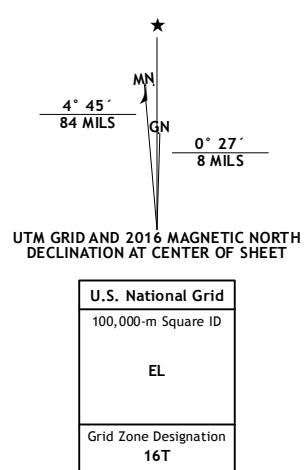 ★
MN
4° 45´
84 MILS
GN
0° 27´
8 MILS
UTM GRID AND 2016 MAGNETIC NORTH
DECLINATION AT CENTER OF SHEET
U.S. National Grid
100,000-m Square ID
EL
Grid Zone Designation
16T